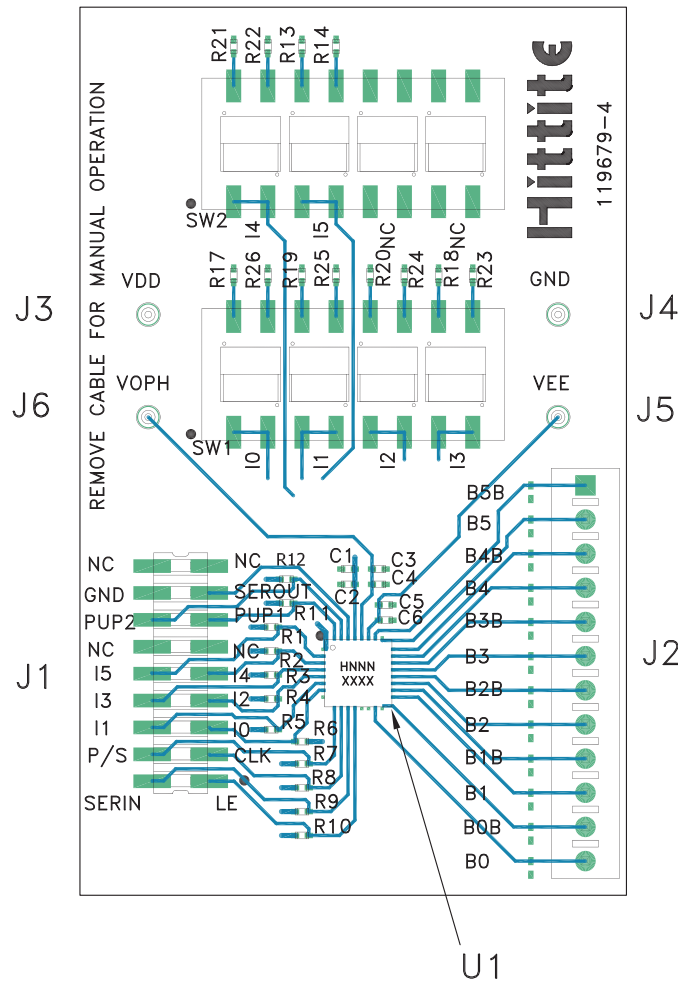 R21 R22 R13 R14
Hittite
119679-4
REMOVE CABLE FOR MANUAL OPERATION
SW2 I4 I5 NC NC
R17 R26 R19 R25 R20 R24 R18 R23
J3 VDD GND J4
J6 VOPH VEE J5
SW1 I0 I1 I2 I3
B5B
B5
NC NC R12 C1 C3 B4B
GND SEROUT C2 C4 B4
PUP2 PUP1 R11 C5 B3B
C6
NC NC R1 B3
J1 I5 I4 R2 HNNN J2
R3 XXXX B2B
I3 I2 R4
I1 I0 R5 R6 B2
P/S CLK R7 B1B
SERIN LE R8 B1
R9 B0B
R10 B0
U1